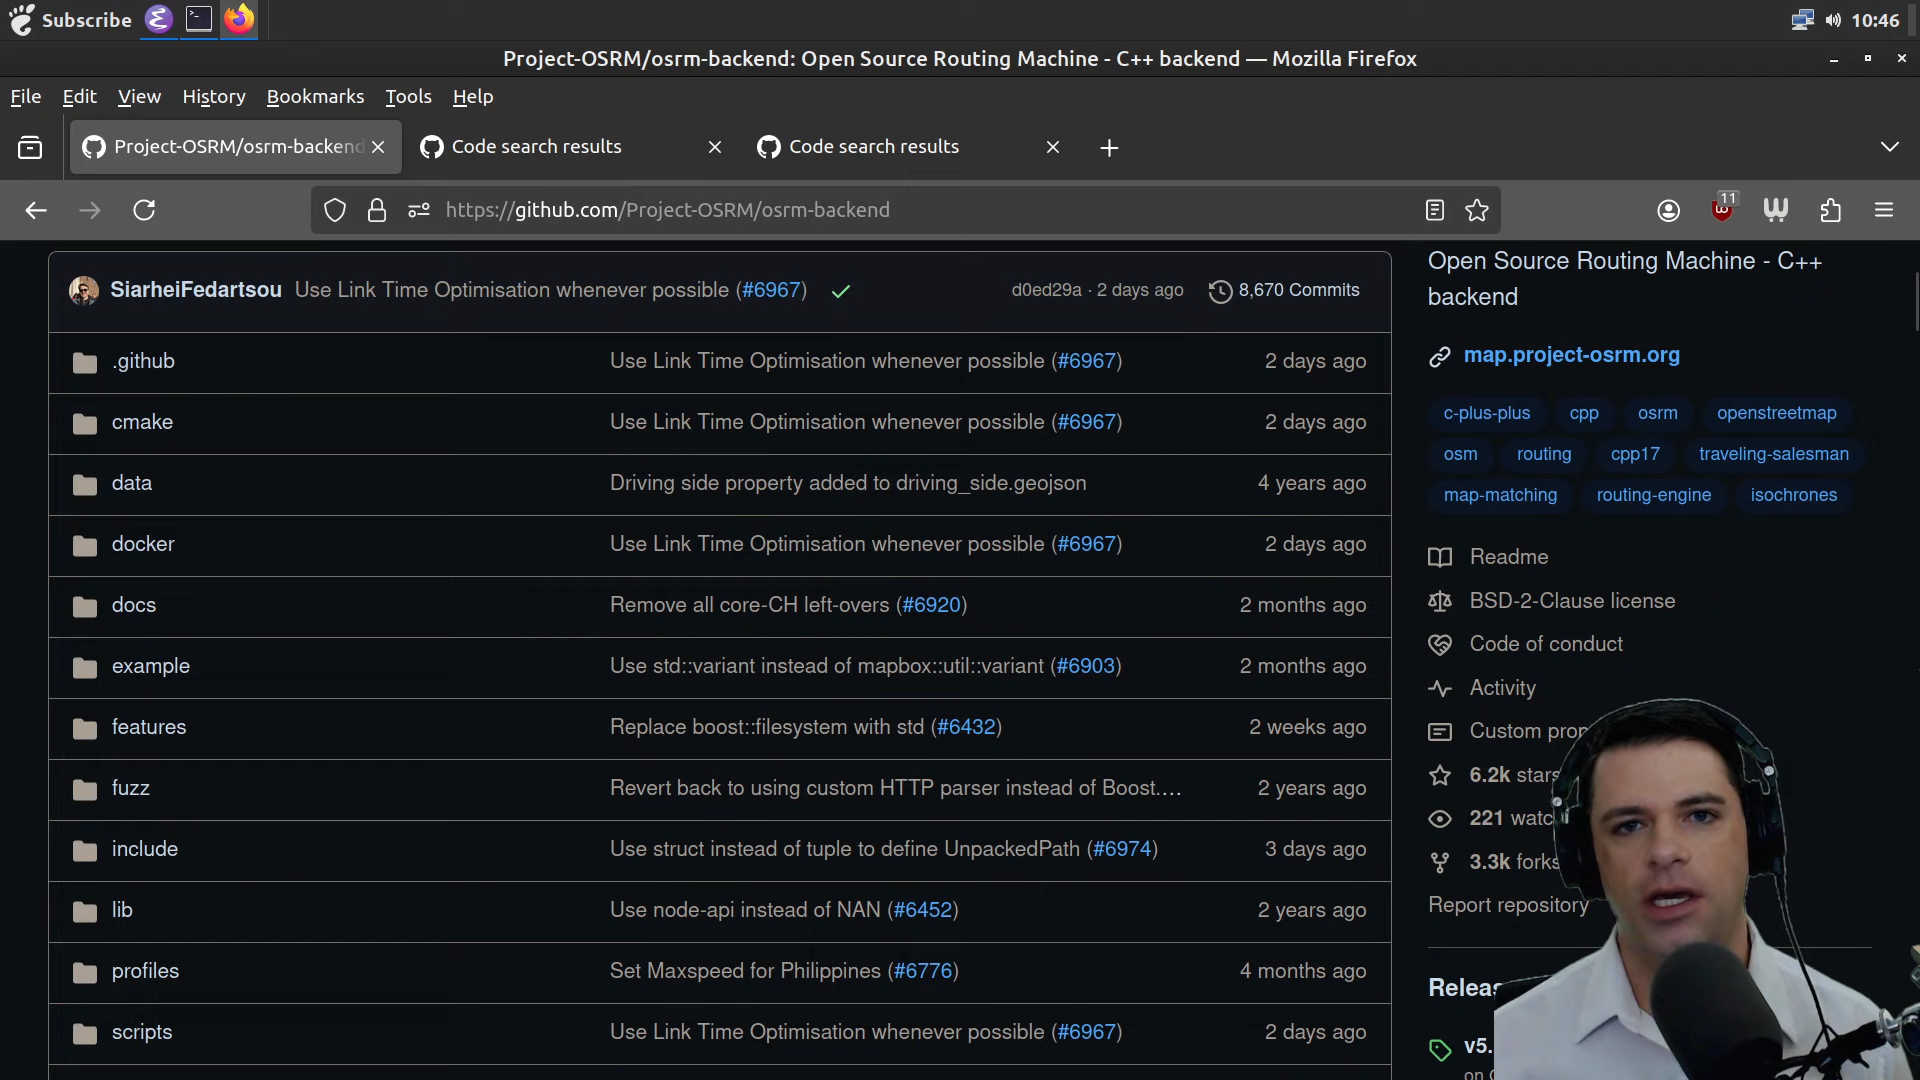 Subscribe
10:46
Project-OSRM/osrm-backend: Open Source Routing Machine - C++ backend — Mozilla Firefox
File Edit View History Bookmarks Tools Help
Project-OSRM/osrm-backend
Code search results
Code search results
https://github.com/Project-OSRM/osrm-backend
11
SiarheiFedartsou Use Link Time Optimisation whenever possible (#6967) d0ed29a · 2 days ago 8,670 Commits
.github Use Link Time Optimisation whenever possible (#6967) 2 days ago
cmake Use Link Time Optimisation whenever possible (#6967) 2 days ago
data Driving side property added to driving_side.geojson 4 years ago
docker Use Link Time Optimisation whenever possible (#6967) 2 days ago
docs Remove all core-CH left-overs (#6920) 2 months ago
example Use std::variant instead of mapbox::util::variant (#6903) 2 months ago
features Replace boost::filesystem with std (#6432) 2 weeks ago
fuzz Revert back to using custom HTTP parser instead of Boost.… 2 years ago
include Use struct instead of tuple to define UnpackedPath (#6974) 3 days ago
lib Use node-api instead of NAN (#6452) 2 years ago
profiles Set Maxspeed for Philippines (#6776) 4 months ago
scripts Use Link Time Optimisation whenever possible (#6967) 2 days ago
Open Source Routing Machine - C++
backend
map.project-osrm.org
c-plus-plus cpp osrm openstreetmap
osm routing cpp17 traveling-salesman
map-matching routing-engine isochrones
Readme
BSD-2-Clause license
Code of conduct
Activity
Custom
6.2k stars
221
3.3k forks
Report repository
v5.
on